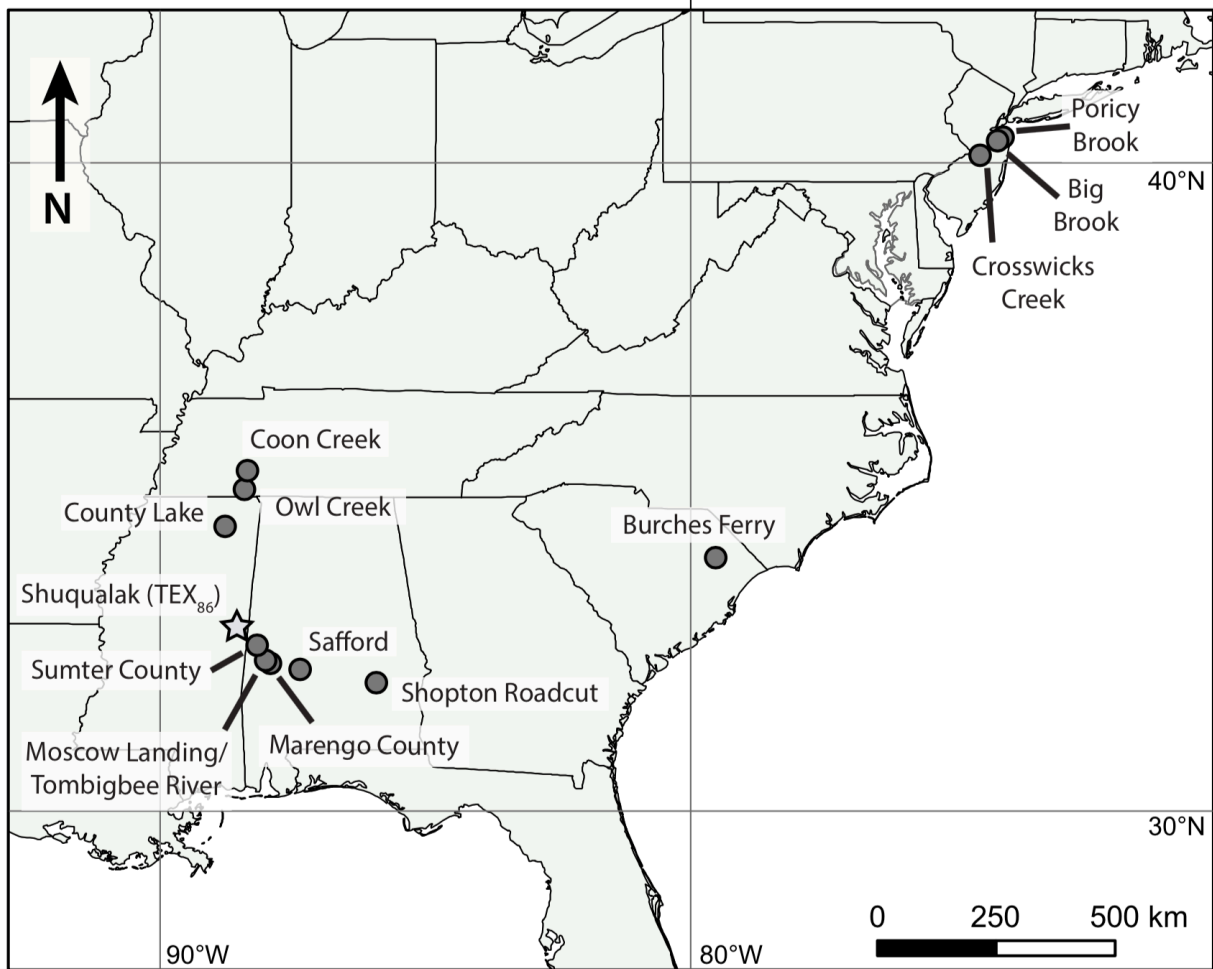 Poricy
Brook
N
40°N
Big
Brook
Crosswicks
Creek
Coon Creek
County Lake
Owl Creek
Burches Ferry
Shuqualak (TEX₈₆)
Safford
Sumter County
Shopton Roadcut
Moscow Landing/
Tombigbee River
Marengo County
30°N
0 250 500 km
90°W
80°W